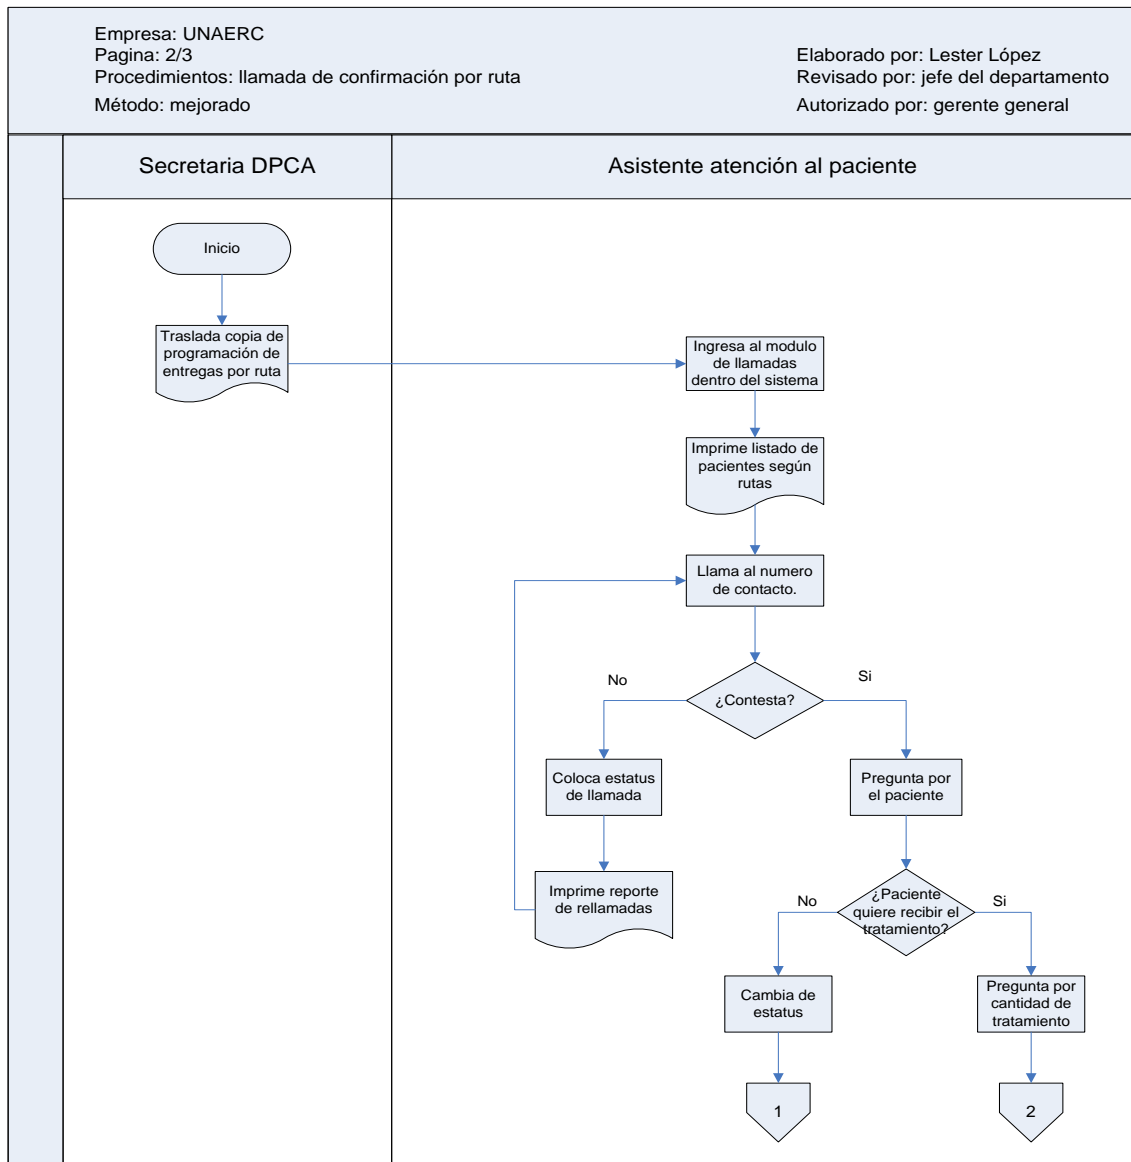 Empresa: UNAERC
Pagina: 2/3
Procedimientos: llamada de confirmación por ruta
Método: mejorado
Elaborado por: Lester López
Revisado por: jefe del departamento
Autorizado por: gerente general
Secretaria DPCA
Asistente atención al paciente
Inicio
Traslada copia de
programación de
entregas por ruta
Ingresa al modulo
de llamadas
dentro del sistema
Imprime listado de
pacientes según
rutas
Llama al numero
de contacto.
¿Contesta?
No
Si
Coloca estatus
de llamada
Pregunta por
el paciente
Imprime reporte
de rellamadas
¿Paciente
quiere recibir el
tratamiento?
No
Si
Cambia de
estatus
Pregunta por
cantidad de
tratamiento
1
2